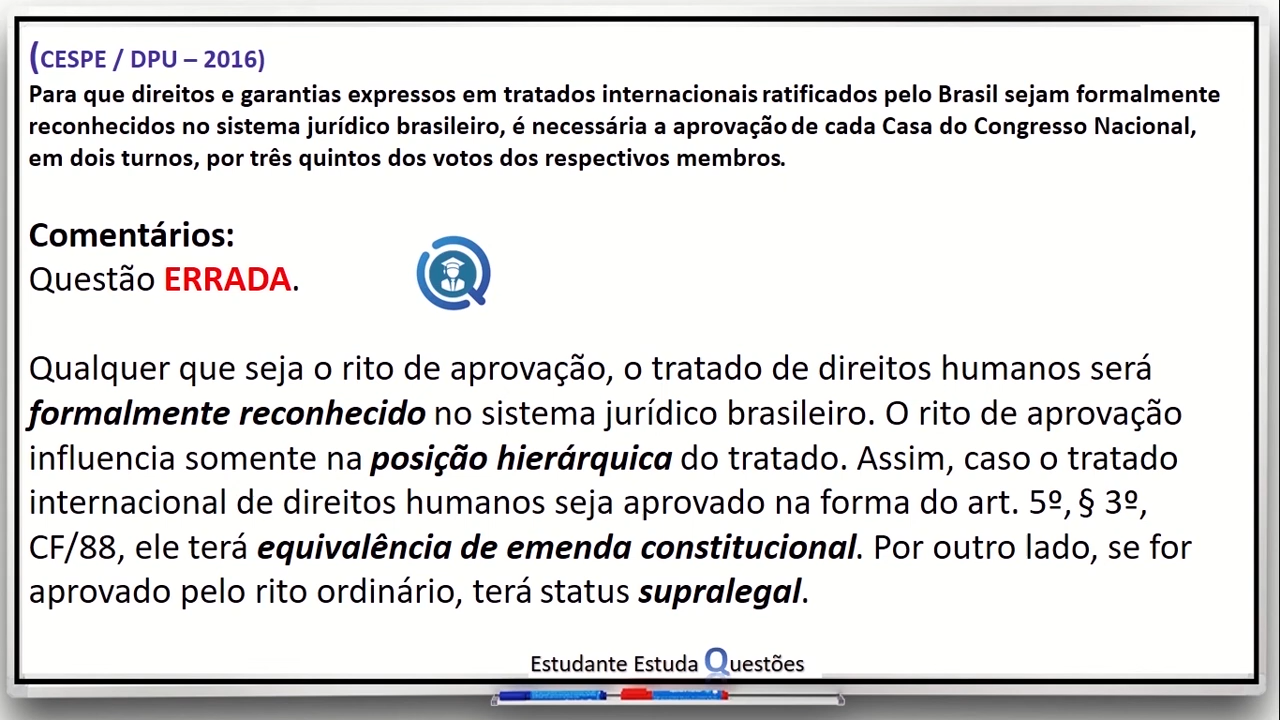 (CESPE / DPU – 2016)
Para que direitos e garantias expressos em tratados internacionais ratificados pelo Brasil sejam formalmente
reconhecidos no sistema jurídico brasileiro, é necessária a aprovação de cada Casa do Congresso Nacional,
em dois turnos, por três quintos dos votos dos respectivos membros.
Comentários:
Questão ERRADA.
Qualquer que seja o rito de aprovação, o tratado de direitos humanos será
formalmente reconhecido no sistema jurídico brasileiro. O rito de aprovação
influencia somente na posição hierárquica do tratado. Assim, caso o tratado
internacional de direitos humanos seja aprovado na forma do art. 5º, § 3º,
CF/88, ele terá equivalência de emenda constitucional. Por outro lado, se for
aprovado pelo rito ordinário, terá status supralegal.
Estudante Estuda Questões